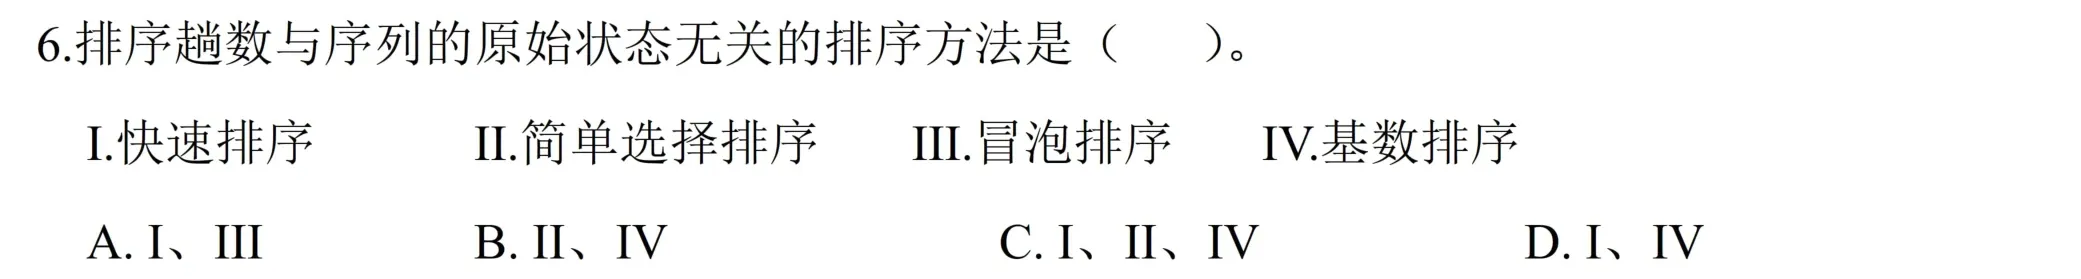 6.排序趟数与序列的原始状态无关的排序方法是（　　）。
I.快速排序 II.简单选择排序 III.冒泡排序 IV.基数排序
A. I、III B. II、IV C. I、II、IV D. I、IV